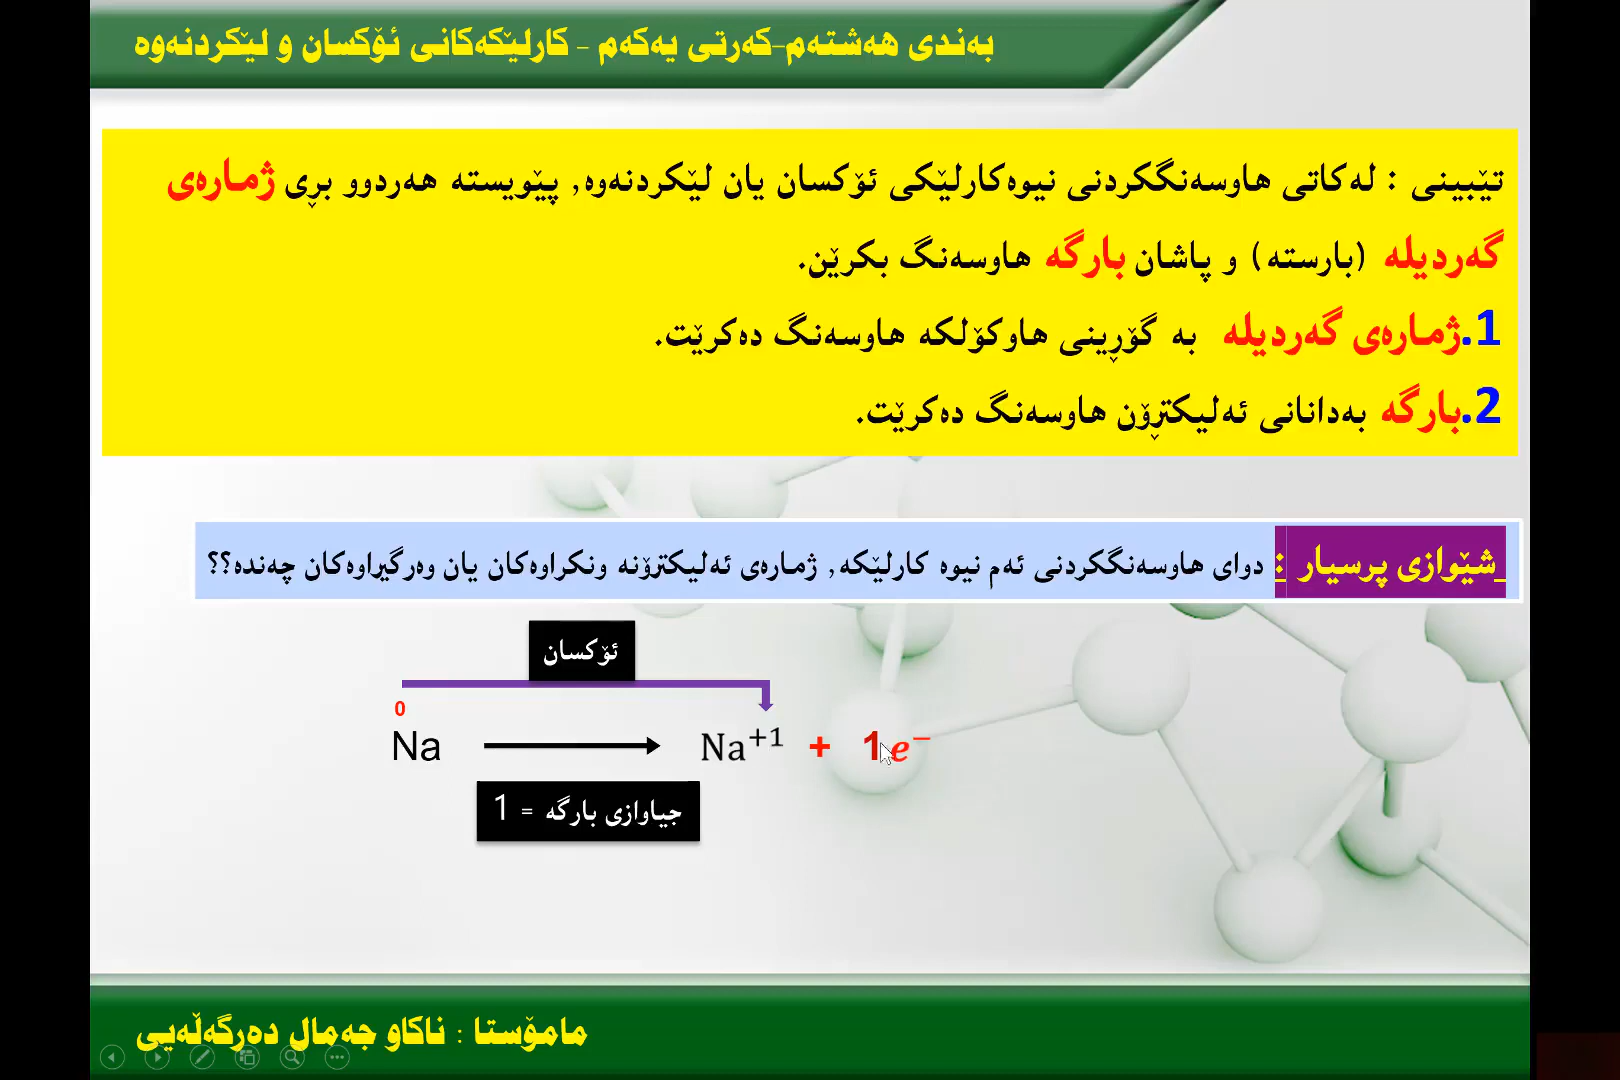 بەندی هەشتەم-کەرتی یەکەم - کارلێکەکانی ئۆکسان و لێکردنەوە
تێبینی : لەکاتی هاوسەنگکردنی نیوەکارلێکی ئۆکسان یان لێکردنەوە, پێویستە هەردوو بڕی ژمارەی
گەردیلە (بارستە) و پاشان بارگە هاوسەنگ بکرێن.
1.ژمارەی گەردیلە بە گۆڕینی هاوکۆلکە هاوسەنگ دەکرێت.
2.بارگە بەدانانی ئەلیکتڕۆن هاوسەنگ دەکرێت.
شێوازی پرسیار : دوای هاوسەنگکردنی ئەم نیوە کارلێکە, ژمارەی ئەلیکترۆنە ونکراوەکان یان وەرگیراوەکان چەندە؟؟
ئۆکسان
0
Na → Na⁺¹ + 1 e⁻
جیاوازی بارگە = 1
مامۆستا : ناکاو جەمال دەرگەڵەیی